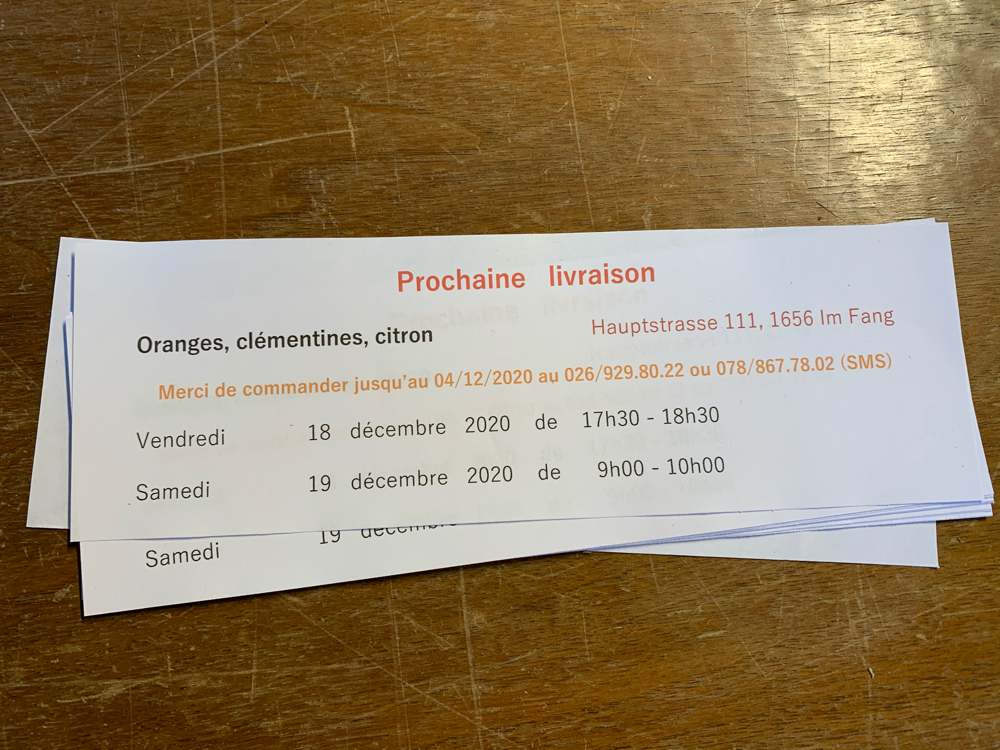 Prochaine livraison
Oranges, clémentines, citron
Hauptstrasse 111, 1656 Im Fang
Merci de commander jusqu'au 04/12/2020 au 026/929.80.22 ou 078/867.78.02 (SMS)
Vendredi 18 décembre 2020 de 17h30 - 18h30
Samedi 19 décembre 2020 de 9h00 - 10h00
Samedi 19 décembre